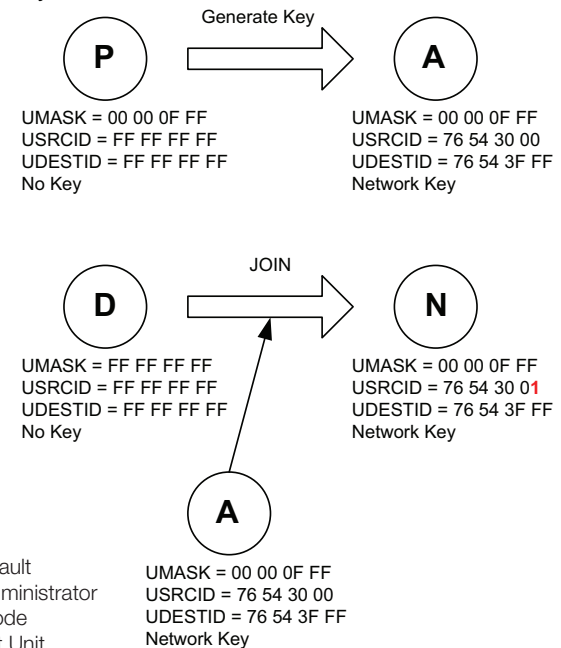 Generate Key
P
A
UMASK = 00 00 0F FF
USRCID = FF FF FF FF
UDESTID = FF FF FF FF
No Key
UMASK = 00 00 0F FF
USRCID = 76 54 30 00
UDESTID = 76 54 3F FF
Network Key
JOIN
D
N
UMASK = FF FF FF FF
USRCID = FF FF FF FF
UDESTID = FF FF FF FF
No Key
UMASK = 00 00 0F FF
USRCID = 76 54 30 01
UDESTID = 76 54 3F FF
Network Key
A
UMASK = 00 00 0F FF
USRCID = 76 54 30 00
UDESTID = 76 54 3F FF
Network Key
ault
ministrator
ode
t Unit